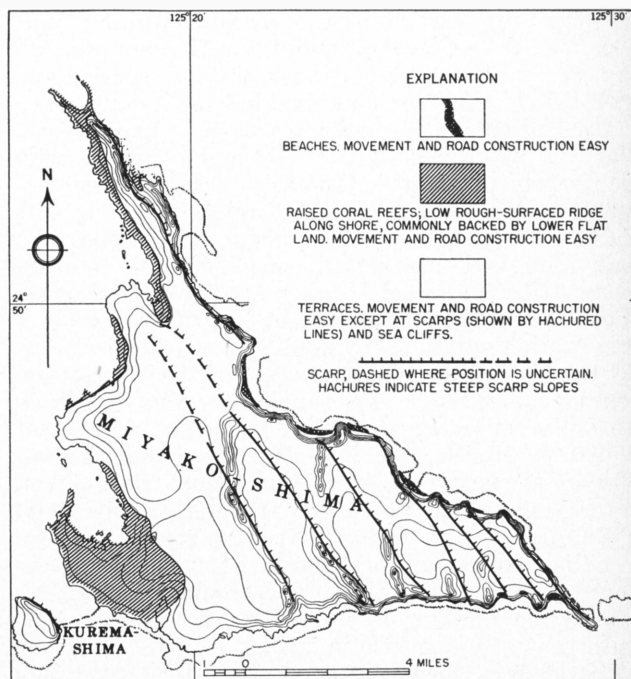 125° 20'
125° 30'
EXPLANATION
BEACHES. MOVEMENT AND ROAD CONSTRUCTION EASY
N
RAISED CORAL REEFS; LOW ROUGH-SURFACED RIDGE
ALONG SHORE, COMMONLY BACKED BY LOWER FLAT
LAND. MOVEMENT AND ROAD CONSTRUCTION EASY
24°
50'
TERRACES. MOVEMENT AND ROAD CONSTRUCTION
EASY EXCEPT AT SCARPS (SHOWN BY HACHURED
LINES) AND SEA CLIFFS.
SCARP, DASHED WHERE POSITION IS UNCERTAIN.
HACHURES INDICATE STEEP SCARP SLOPES
MIYAKO-SHIMA
KUREMA-
SHIMA
1 0 4 MILES